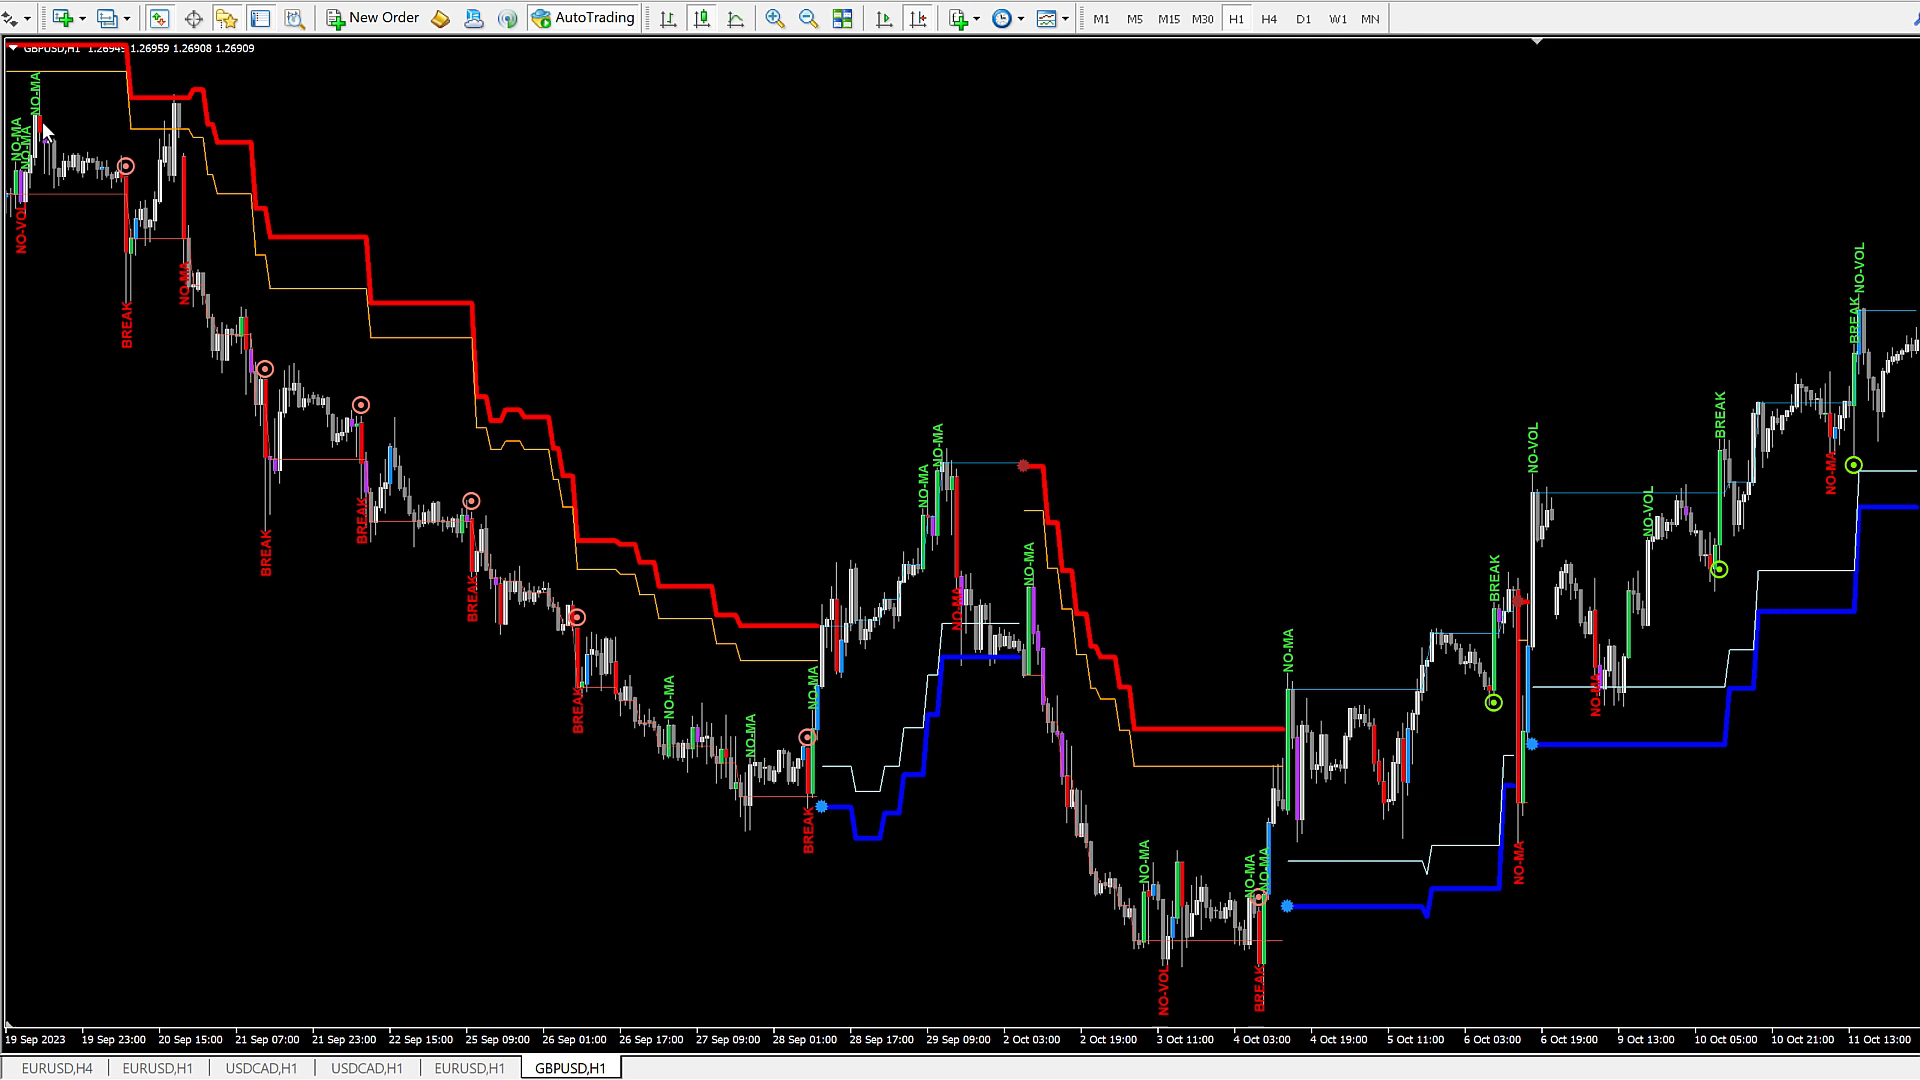 New Order AutoTrading M1 M5 M15 M30 H1 H4 D1 W1 MN
GBPUSD,H1 1.26945 1.26959 1.26908 1.26909
NO-MA
NO-MA
NO-MA
NO-VOL
BREAK
NO-MA
BREAK
BREAK
BREAK
BREAK
NO-MA
NO-MA
NO-MA
BREAK
NO-MA
NO-MA
NO-MA
NO-MA
NO-MA
NO-VOL
NO-MA
NO-MA
BREAK
NO-MA
BREAK
NO-MA
NO-VOL
NO-MA
NO-VOL
BREAK
NO-MA
BREAK
NO-VOL
19 Sep 2023 19 Sep 23:00 20 Sep 15:00 21 Sep 07:00 21 Sep 23:00 22 Sep 15:00 25 Sep 09:00 26 Sep 01:00 26 Sep 17:00 27 Sep 09:00 28 Sep 01:00 28 Sep 17:00 29 Sep 09:00 2 Oct 03:00 2 Oct 19:00 3 Oct 11:00 4 Oct 03:00 4 Oct 19:00 5 Oct 11:00 6 Oct 03:00 6 Oct 19:00 9 Oct 13:00 10 Oct 05:00 10 Oct 21:00 11 Oct 13:00
EURUSD,H4 EURUSD,H1 USDCAD,H1 USDCAD,H1 EURUSD,H1 GBPUSD,H1